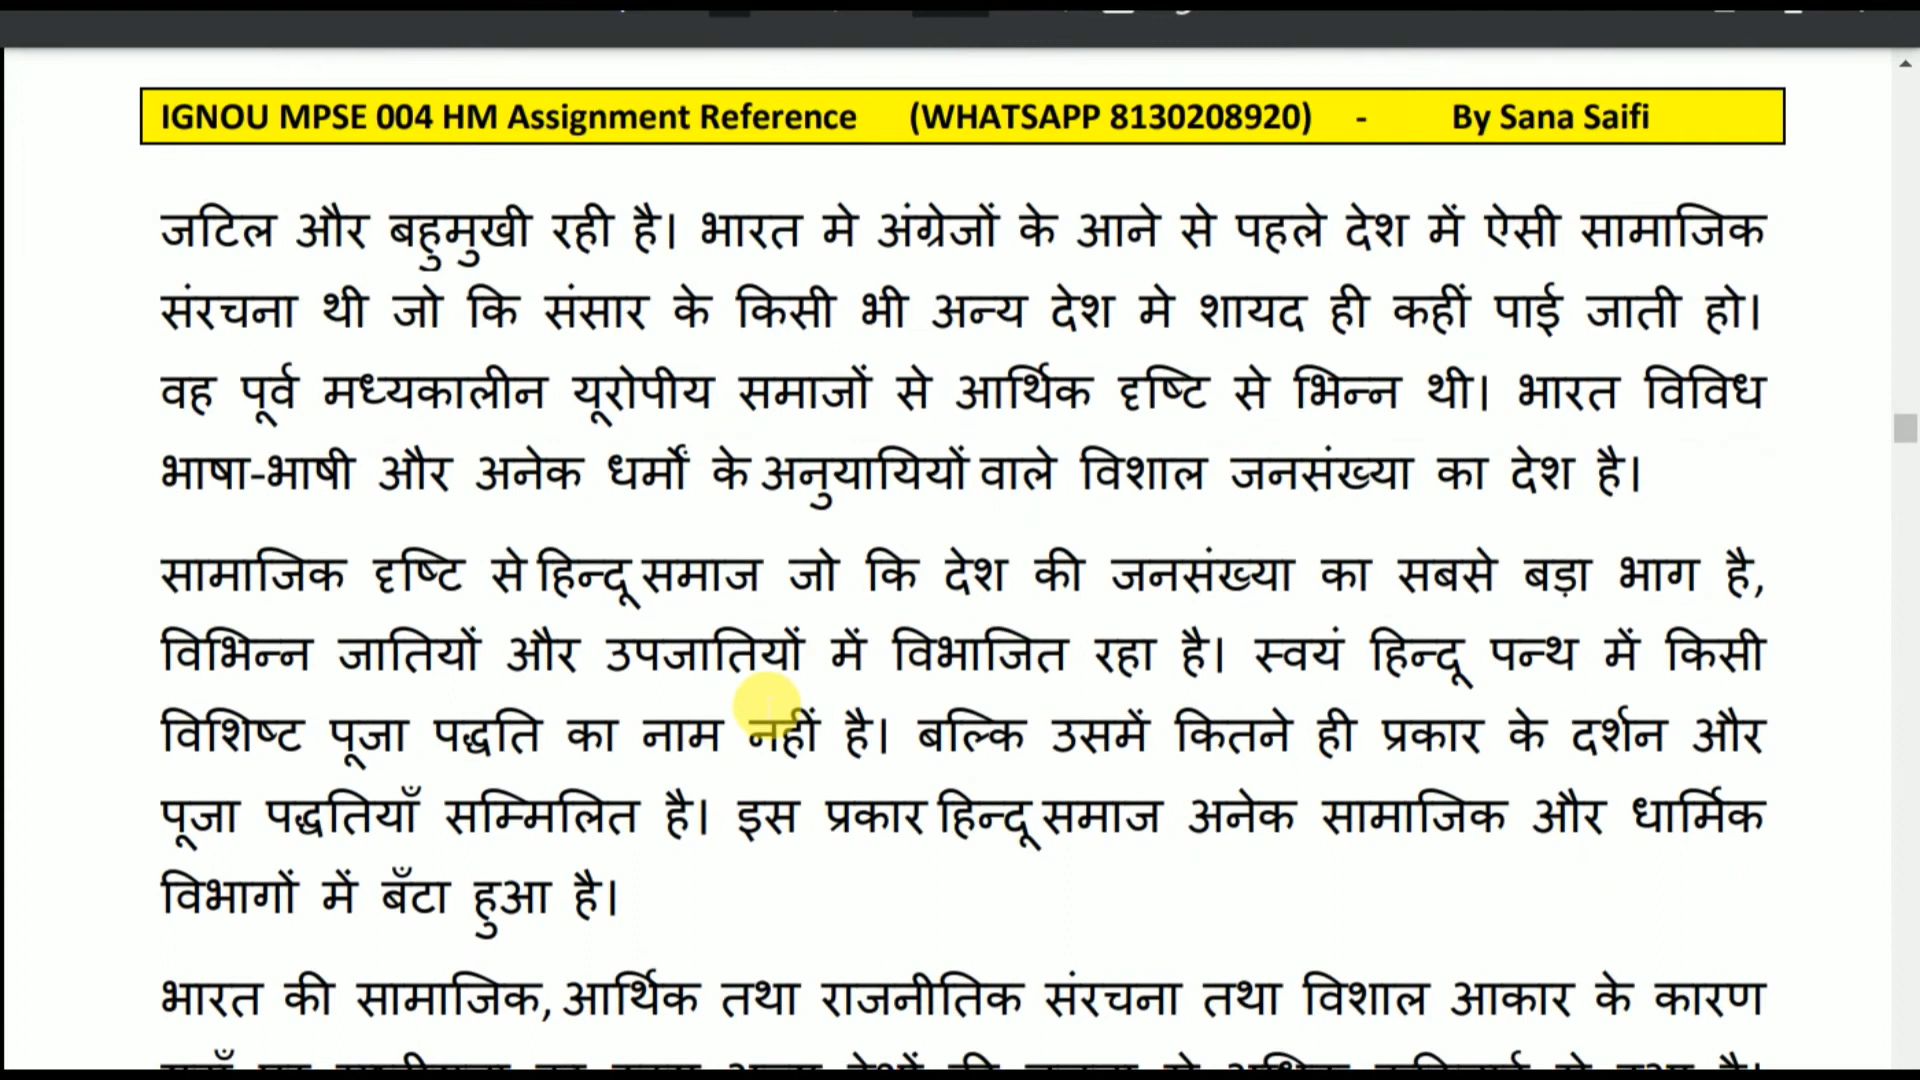 IGNOU MPSE 004 HM Assignment Reference (WHATSAPP 8130208920) - By Sana Saifi
जटिल और बहुमुखी रही है। भारत मे अंग्रेजों के आने से पहले देश में ऐसी सामाजिक
संरचना थी जो कि संसार के किसी भी अन्य देश मे शायद ही कहीं पाई जाती हो।
वह पूर्व मध्यकालीन यूरोपीय समाजों से आर्थिक दृष्टि से भिन्न थी। भारत विविध
भाषा-भाषी और अनेक धर्मों के अनुयायियों वाले विशाल जनसंख्या का देश है।
सामाजिक दृष्टि से हिन्दू समाज जो कि देश की जनसंख्या का सबसे बड़ा भाग है,
विभिन्न जातियों और उपजातियों में विभाजित रहा है। स्वयं हिन्दू पन्थ में किसी
विशिष्ट पूजा पद्धति का नाम नहीं है। बल्कि उसमें कितने ही प्रकार के दर्शन और
पूजा पद्धतियाँ सम्मिलित है। इस प्रकार हिन्दू समाज अनेक सामाजिक और धार्मिक
विभागों में बँटा हुआ है।
भारत की सामाजिक, आर्थिक तथा राजनीतिक संरचना तथा विशाल आकार के कारण